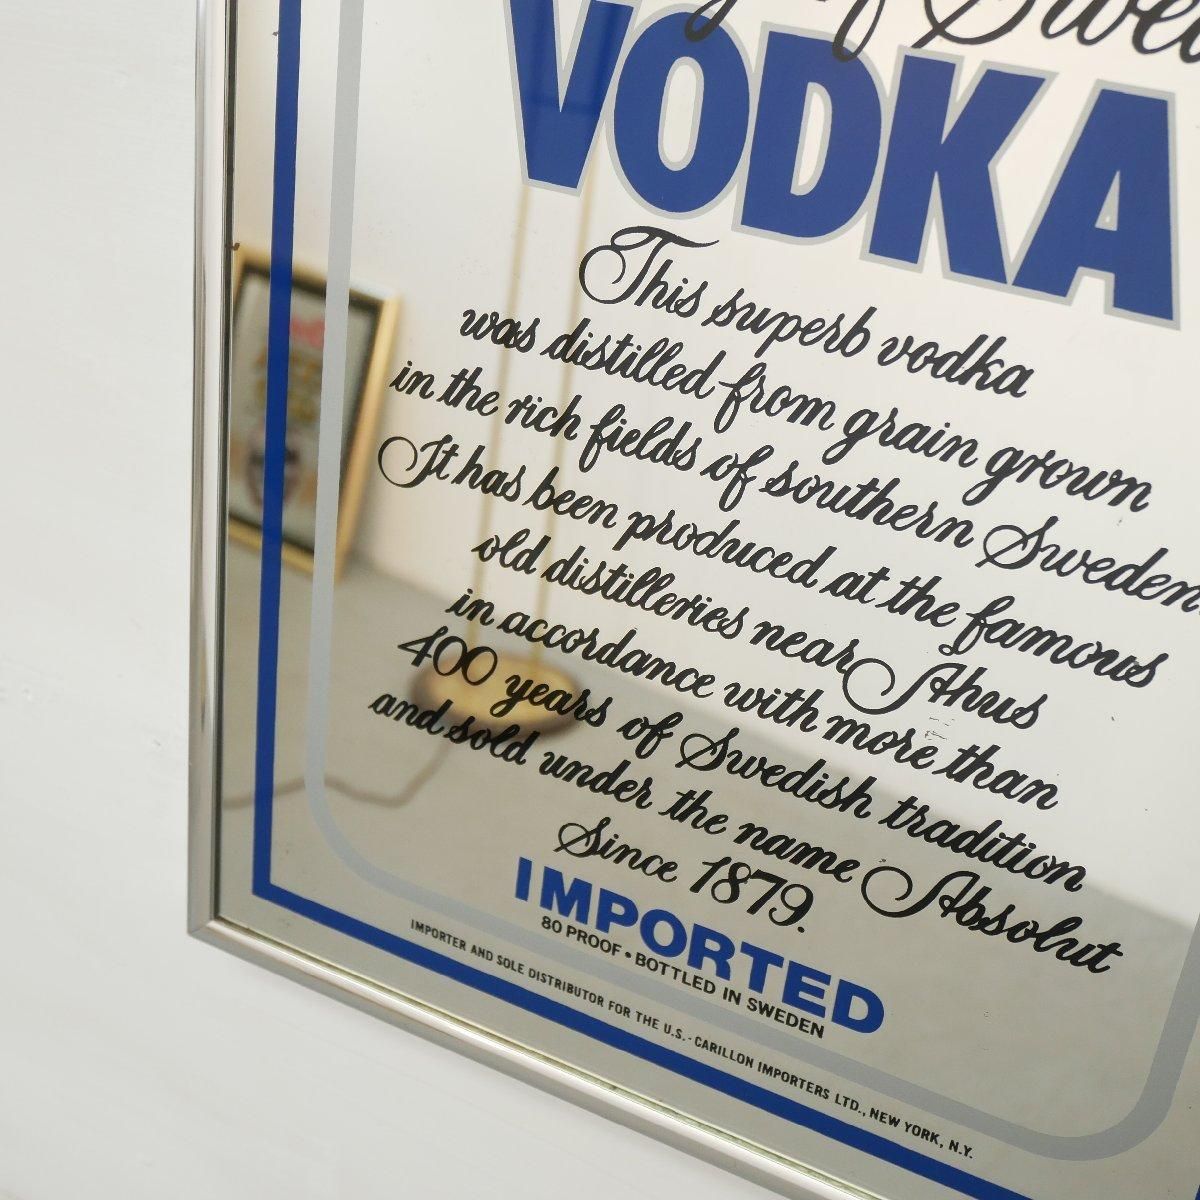 of Swe
VODKA
This superb vodka
was distilled from grain grown
in the rich fields of southern Sweden.
It has been produced at the famous
old distilleries near Ahus
in accordance with more than
400 years of Swedish tradition
and sold under the name Absolut
Since 1879.
IMPORTED
80 PROOF • BOTTLED IN SWEDEN
IMPORTER AND SOLE DISTRIBUTOR FOR THE U.S. - CARILLON IMPORTERS LTD., NEW YORK, N.Y.